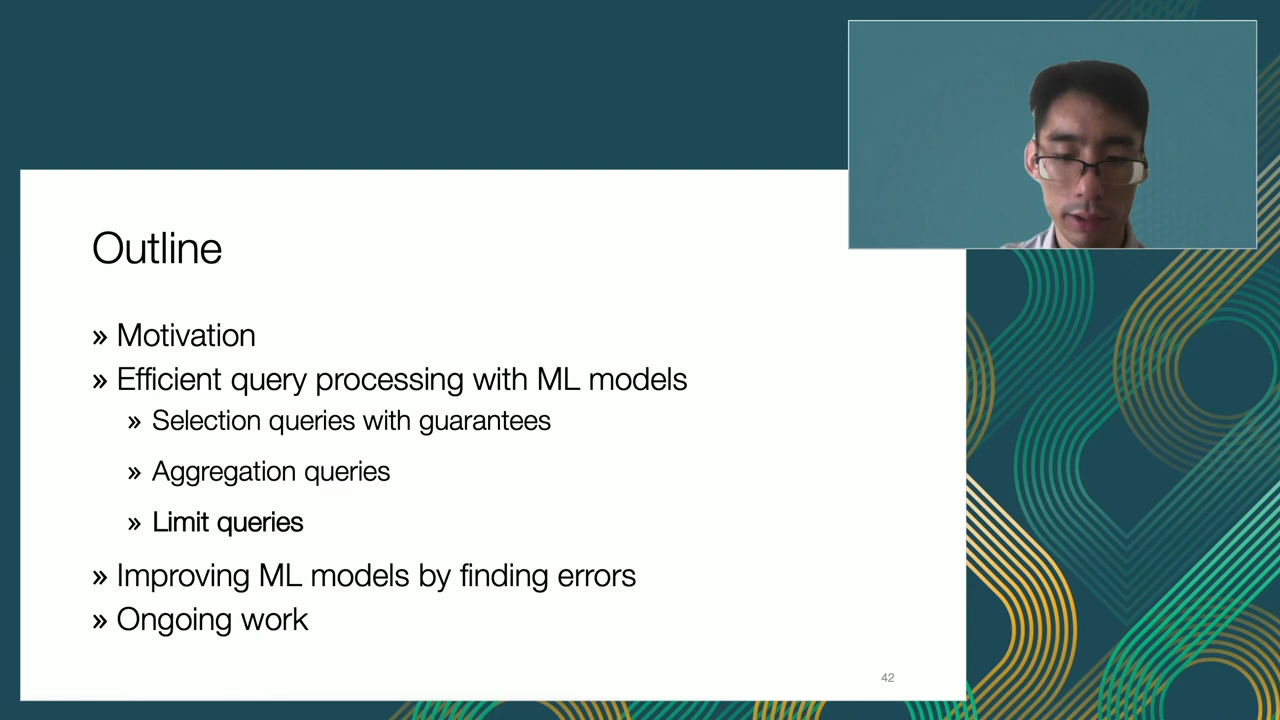 Outline
» Motivation
» Efficient query processing with ML models
» Selection queries with guarantees
» Aggregation queries
» Limit queries
» Improving ML models by finding errors
» Ongoing work
42